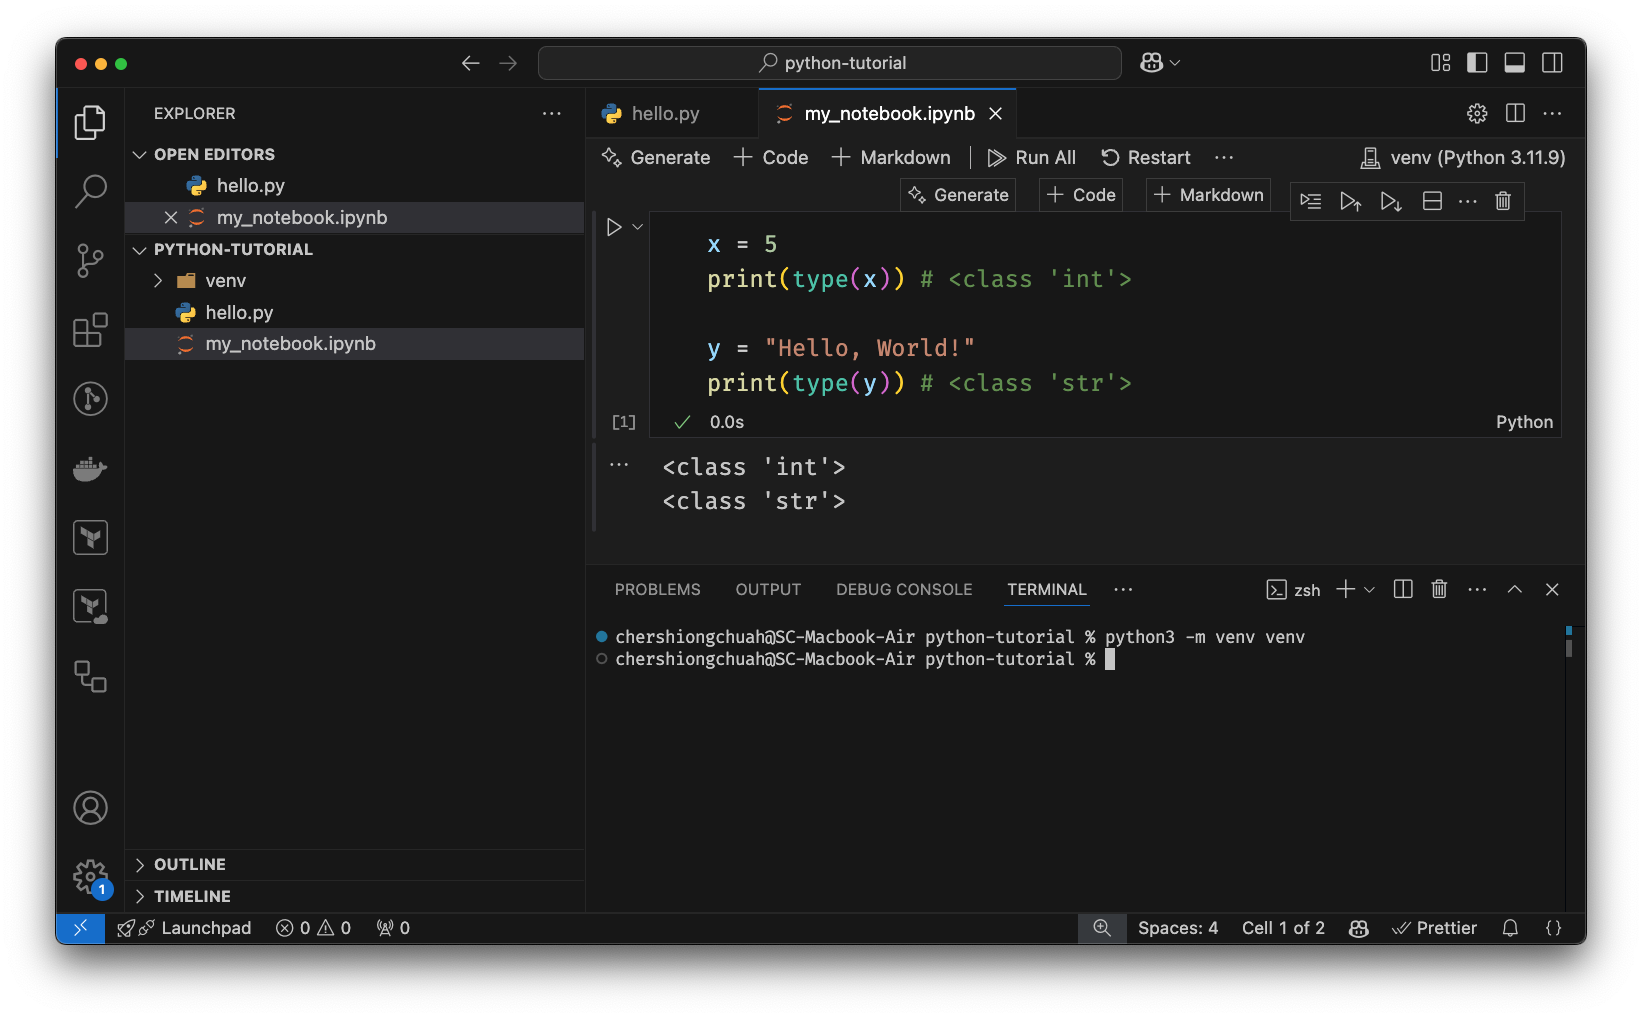 python-tutorial
EXPLORER
OPEN EDITORS
hello.py
my_notebook.ipynb
PYTHON-TUTORIAL
venv
hello.py
my_notebook.ipynb
OUTLINE
TIMELINE
hello.py my_notebook.ipynb
Generate Code Markdown Run All Restart venv (Python 3.11.9)
Generate Code Markdown
x = 5
print(type(x)) # <class 'int'>
y = "Hello, World!"
print(type(y)) # <class 'str'>
[1] 0.0s Python
<class 'int'>
<class 'str'>
PROBLEMS OUTPUT DEBUG CONSOLE TERMINAL zsh
chershiongchuah@SC-Macbook-Air python-tutorial % python3 -m venv venv
chershiongchuah@SC-Macbook-Air python-tutorial %
1
Launchpad 0 0 0 Spaces: 4 Cell 1 of 2 Prettier {}